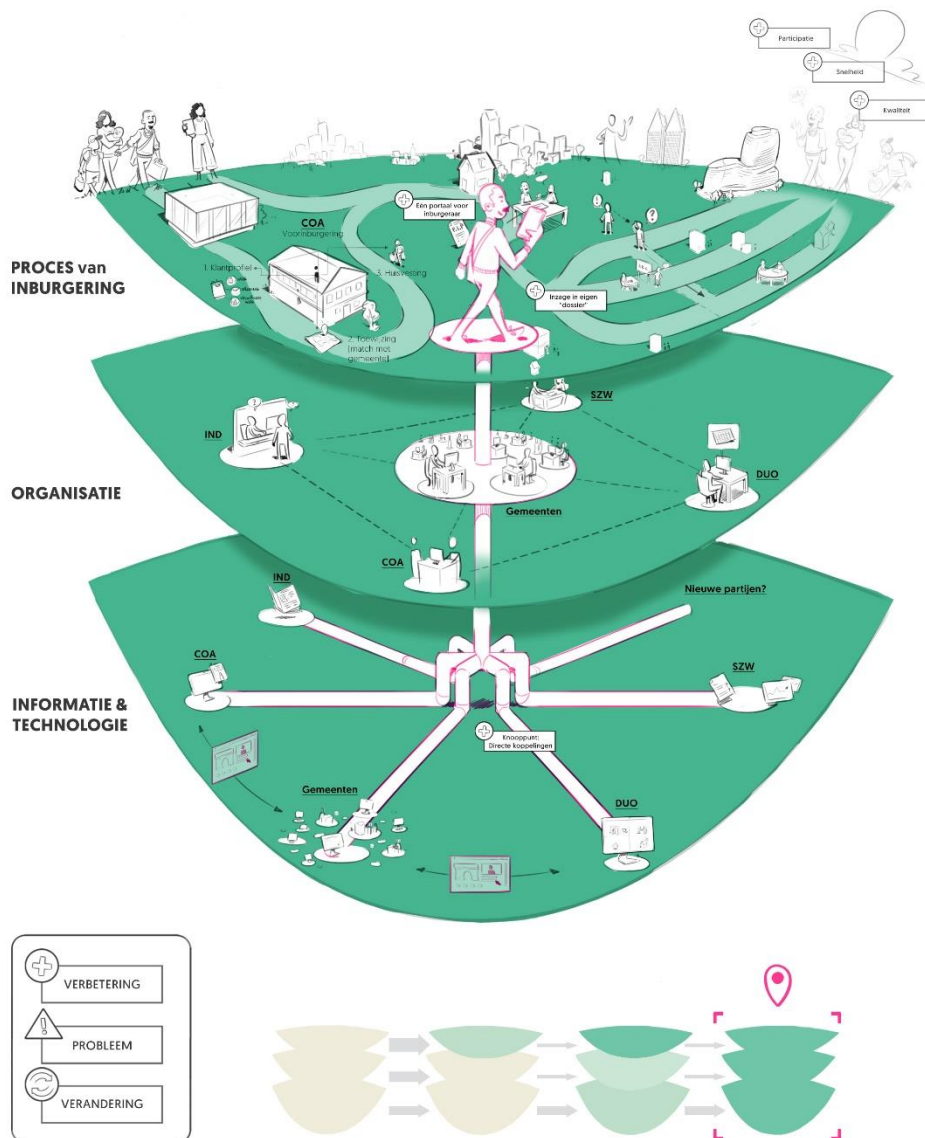 Participatie
Snelheid
Kwaliteit
Een portaal voor
inburgeraar
COA
Voorinburgering
1. Klantprofiel
3. Huisvesting
PROCES van
INBURGERING
Inzage in eigen
"dossier"
2. Toewijzing
(match met
gemeente)
SZW
IND
DUO
ORGANISATIE
Gemeenten
COA
IND
Nieuwe partijen?
COA
SZW
INFORMATIE &
TECHNOLOGIE
Knooppunt:
Directe koppelingen
Gemeenten
DUO
VERBETERING
PROBLEEM
VERANDERING